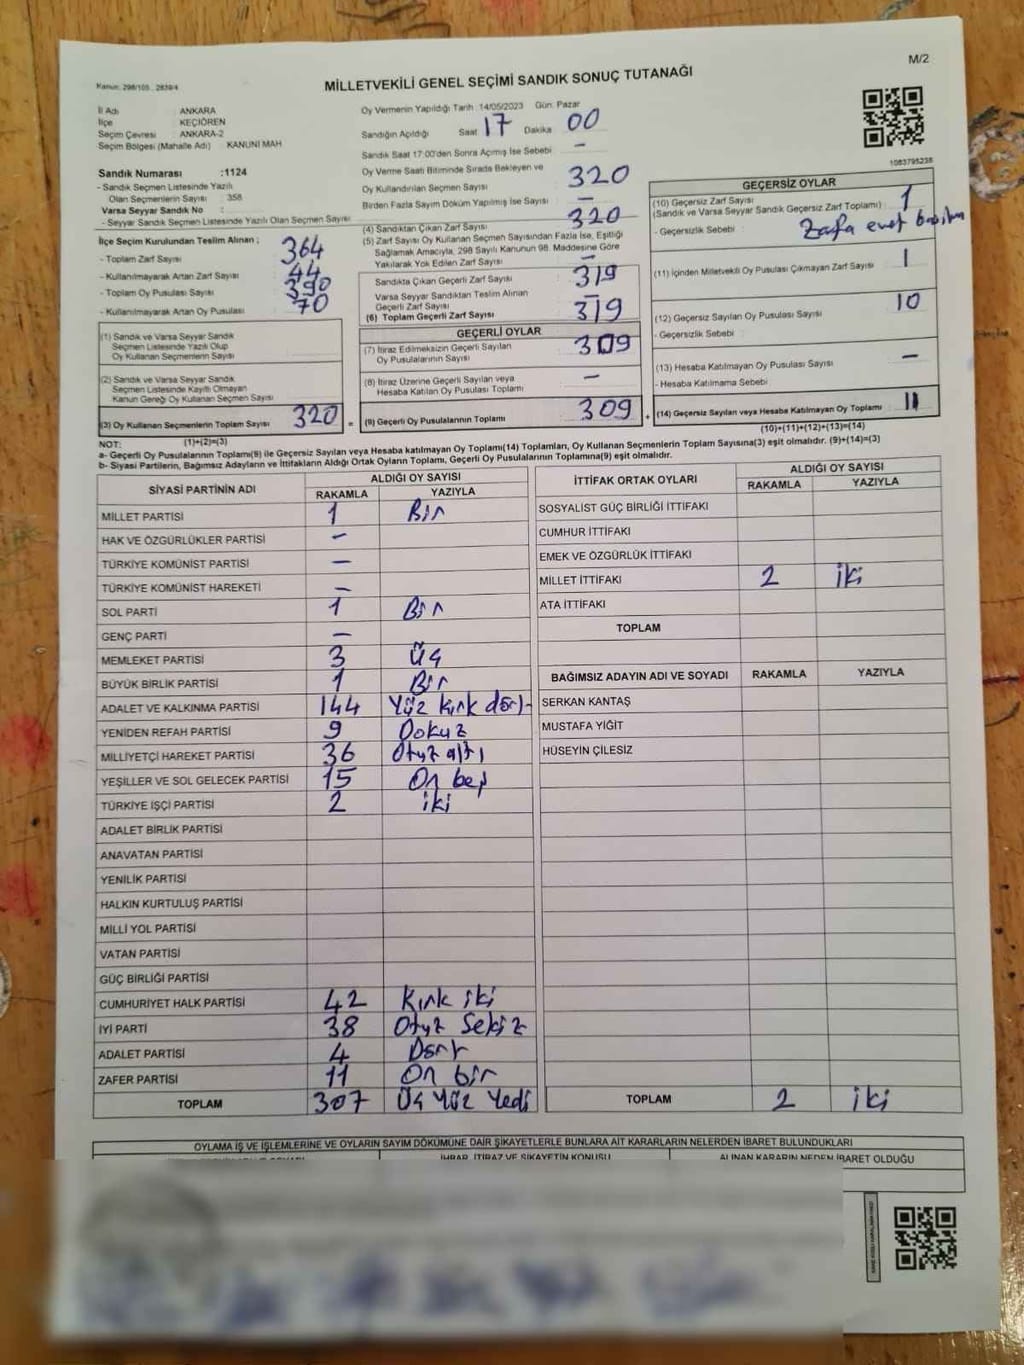 M/2
Kanun: 298/105 , 2839/4
MİLLETVEKİLİ GENEL SEÇİMİ SANDIK SONUÇ TUTANAĞI
İl Adı : ANKARA
İlçe : KEÇİÖREN
Seçim Çevresi : ANKARA-2
Seçim Bölgesi (Mahalle Adı) : KANUNİ MAH
Sandık Numarası :1124
- Sandık Seçmen Listesinde Yazılı
Olan Seçmenlerin Sayısı : 358
Varsa Seyyar Sandık No :
- Seyyar Sandık Seçmen Listesinde Yazılı Olan Seçmen Sayısı
İlçe Seçim Kurulundan Teslim Alınan ;
- Toplam Zarf Sayısı 364
- Kullanılmayarak Artan Zarf Sayısı 44
- Toplam Oy Pusulası Sayısı 390
- Kullanılmayarak Artan Oy Pusulası 70
(1) Sandık ve Varsa Seyyar Sandık
Seçmen Listesinde Yazılı Olup
Oy Kullanan Seçmenlerin Sayısı
(2) Sandık ve Varsa Seyyar Sandık
Seçmen Listesinde Kayıtlı Olmayan
Kanun Gereği Oy Kullanan Seçmen Sayısı
(3) Oy Kullanan Seçmenlerin Toplam Sayısı 320 =
(1)+(2)=(3)
Oy Vermenin Yapıldığı Tarih :14/05/2023 Gün: Pazar
Sandığın Açıldığı Saat 17 Dakika 00
Sandık Saat 17:00'den Sonra Açılmış İse Sebebi : -
Oy Verme Saati Bitiminde Sırada Bekleyen ve
Oy Kullandırılan Seçmen Sayısı 320
Birden Fazla Sayım Döküm Yapılmış İse Sayısı -
(4) Sandıktan Çıkan Zarf Sayısı 320
(5) Zarf Sayısı Oy Kullanan Seçmen Sayısından Fazla İse, Eşitliği
Sağlamak Amacıyla, 298 Sayılı Kanunun 98. Maddesine Göre
Yakılarak Yok Edilen Zarf Sayısı -
Sandıkta Çıkan Geçerli Zarf Sayısı 319
Varsa Seyyar Sandıktan Teslim Alınan
Geçerli Zarf Sayısı -
(6) Toplam Geçerli Zarf Sayısı 319
GEÇERLİ OYLAR
(7) İtiraz Edilmeksizin Geçerli Sayılan
Oy Pusulalarının Sayısı 309
(8) İtiraz Üzerine Geçerli Sayılan veya
Hesaba Katılan Oy Pusulası Toplamı -
(9) Geçerli Oy Pusulalarının Toplamı 309 +
1083795238
GEÇERSİZ OYLAR
(10) Geçersiz Zarf Sayısı 1
(Sandık ve Varsa Seyyar Sandık Geçersiz Zarf Toplamı)
- Geçersizlik Sebebi : Zarfa evet
(11) İçinden Milletvekili Oy Pusulası Çıkmayan Zarf Sayısı 1
(12) Geçersiz Sayılan Oy Pusulası Sayısı 10
- Geçersizlik Sebebi :
(13) Hesaba Katılmayan Oy Pusulası Sayısı -
- Hesaba Katılmama Sebebi
(14) Geçersiz Sayılan veya Hesaba Katılmayan Oy Toplamı 11
(10)+(11)+(12)+(13)=(14)
NOT:
a- Geçerli Oy Pusulalarının Toplamı(9) ile Geçersiz Sayılan veya Hesaba katılmayan Oy Toplamı(14) Toplamları, Oy Kullanan Seçmenlerin Toplam Sayısına(3) eşit olmalıdır. (9)+(14)=(3)
b- Siyasi Partilerin, Bağımsız Adayların ve İttifakların Aldığı Ortak Oyların Toplamı, Geçerli Oy Pusulalarının Toplamına(9) eşit olmalıdır.
SİYASİ PARTİNİN ADI ALDIĞI OY SAYISI
RAKAMLA YAZIYLA
MİLLET PARTİSİ 1 Bir
HAK VE ÖZGÜRLÜKLER PARTİSİ -
TÜRKİYE KOMÜNİST PARTİSİ -
TÜRKİYE KOMÜNİST HAREKETİ -
SOL PARTİ 1 Bir
GENÇ PARTİ -
MEMLEKET PARTİSİ 3 Üç
BÜYÜK BİRLİK PARTİSİ 1 Bir
ADALET VE KALKINMA PARTİSİ 144 Yüz kırk dört
YENİDEN REFAH PARTİSİ 9 Dokuz
MİLLİYETÇİ HAREKET PARTİSİ 36 Otuz altı
YEŞİLLER VE SOL GELECEK PARTİSİ 15 On beş
TÜRKİYE İŞÇİ PARTİSİ 2 iki
ADALET BİRLİK PARTİSİ
ANAVATAN PARTİSİ
YENİLİK PARTİSİ
HALKIN KURTULUŞ PARTİSİ
MİLLİ YOL PARTİSİ
VATAN PARTİSİ
GÜÇ BİRLİĞİ PARTİSİ
CUMHURİYET HALK PARTİSİ 42 Kırk iki
İYİ PARTİ 38 Otuz Sekiz
ADALET PARTİSİ 4 Dört
ZAFER PARTİSİ 11 On bir
TOPLAM 307 Üç Yüz Yedi
İTTİFAK ORTAK OYLARI ALDIĞI OY SAYISI
RAKAMLA YAZIYLA
SOSYALİST GÜÇ BİRLİĞİ İTTİFAKI
CUMHUR İTTİFAKI
EMEK VE ÖZGÜRLÜK İTTİFAKI
MİLLET İTTİFAKI 2 iki
ATA İTTİFAKI
TOPLAM
BAĞIMSIZ ADAYIN ADI VE SOYADI RAKAMLA YAZIYLA
SERKAN KANTAŞ
MUSTAFA YİĞİT
HÜSEYİN ÇİLESİZ
TOPLAM 2 iki
OYLAMA İŞ VE İŞLEMLERİNE VE OYLARIN SAYIM DÖKÜMÜNE DAİR ŞİKAYETLERLE BUNLARA AİT KARARLARIN NELERDEN İBARET BULUNDUKLARI
İHBAR, İTİRAZ VE ŞİKAYETİN KONUSU ALINAN KARARIN NEDEN İBARET OLDUĞU